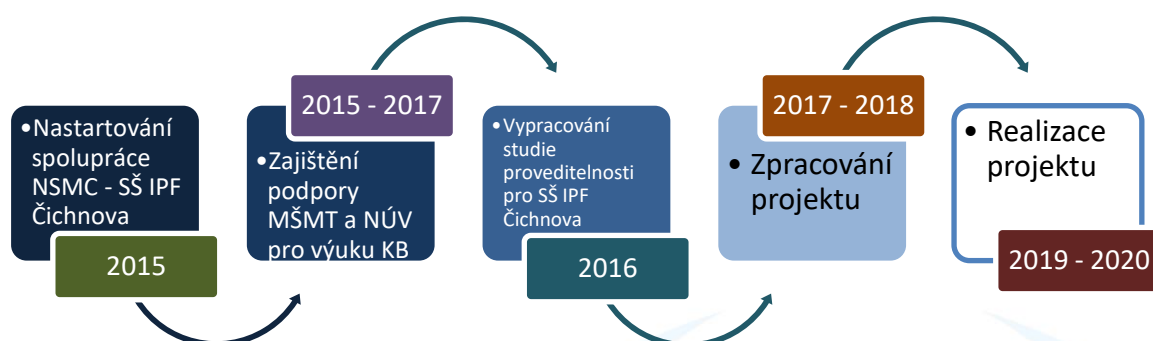 •Nastartování
spolupráce
NSMC - SŠ IPF
Čichnova
2015
2015 - 2017
•Zajištění
podpory
MŠMT a NÚV
pro výuku KB
•Vypracování
studie
proveditelnosti
pro SŠ IPF
Čichnova
2016
2017 - 2018
• Zpracování
projektu
• Realizace
projektu
2019 - 2020